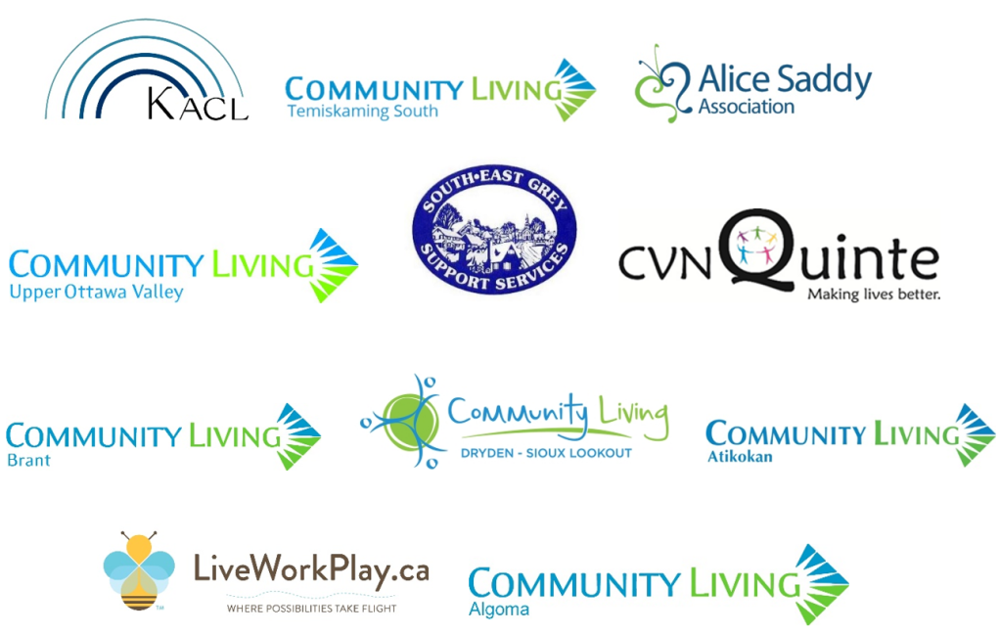 KACL
COMMUNITY LIVING
Temiskaming South
Alice Saddy
Association
SOUTH•EAST GREY
SUPPORT SERVICES
COMMUNITY LIVING
Upper Ottawa Valley
CVN Quinte
Making lives better.
COMMUNITY LIVING
Brant
Community Living
DRYDEN - SIOUX LOOKOUT
COMMUNITY LIVING
Atikokan
LiveWorkPlay.ca
WHERE POSSIBILITIES TAKE FLIGHT
TM
COMMUNITY LIVING
Algoma